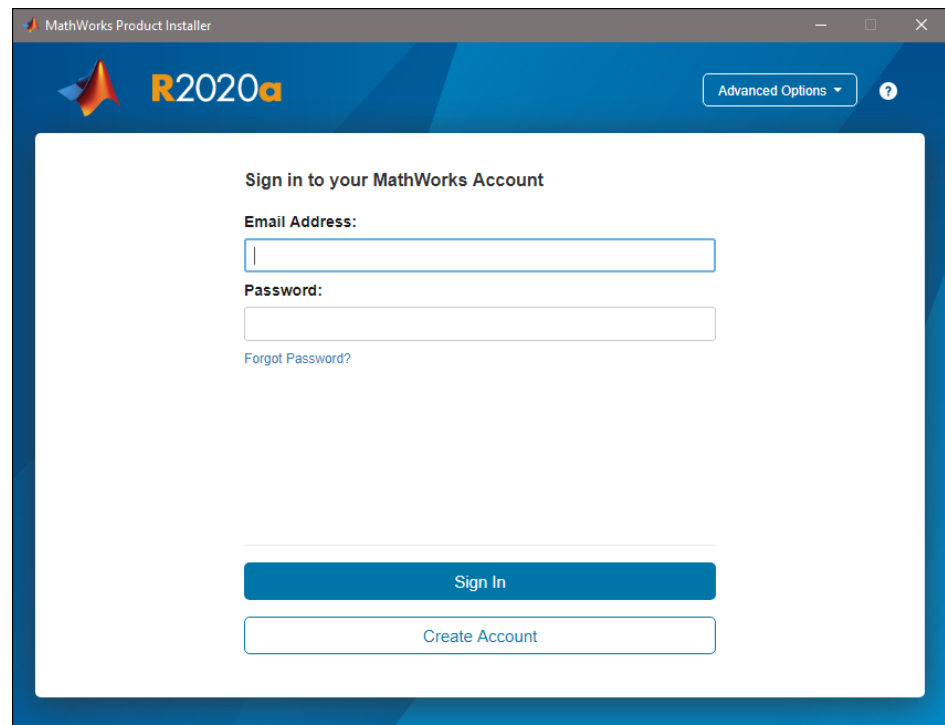 MathWorks Product Installer
R2020a
Advanced Options
?
Sign in to your MathWorks Account
Email Address:
Password:
Forgot Password?
Sign In
Create Account